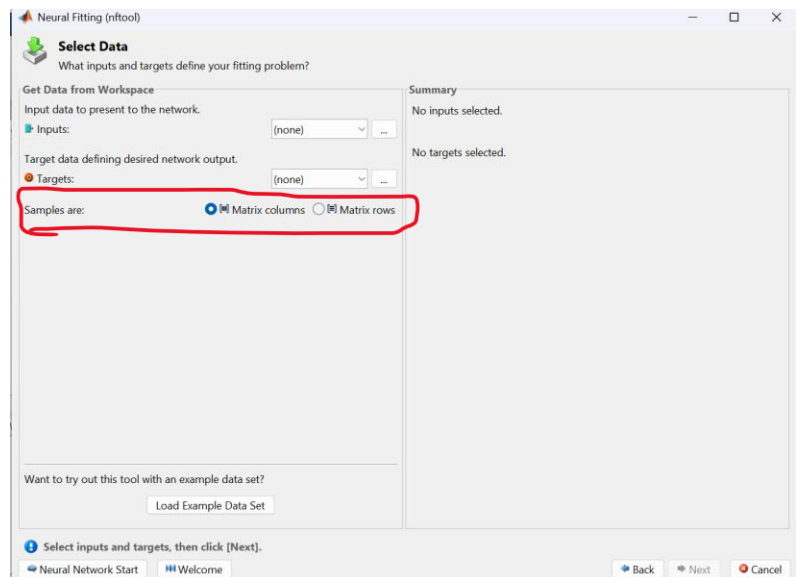 Neural Fitting (nftool)
Select Data
What inputs and targets define your fitting problem?
Get Data from Workspace
Input data to present to the network.
Inputs: (none) ...
Target data defining desired network output.
Targets: (none) ...
Samples are: Matrix columns Matrix rows
Summary
No inputs selected.
No targets selected.
Want to try out this tool with an example data set?
Load Example Data Set
Select inputs and targets, then click [Next].
Neural Network Start Welcome Back Next Cancel